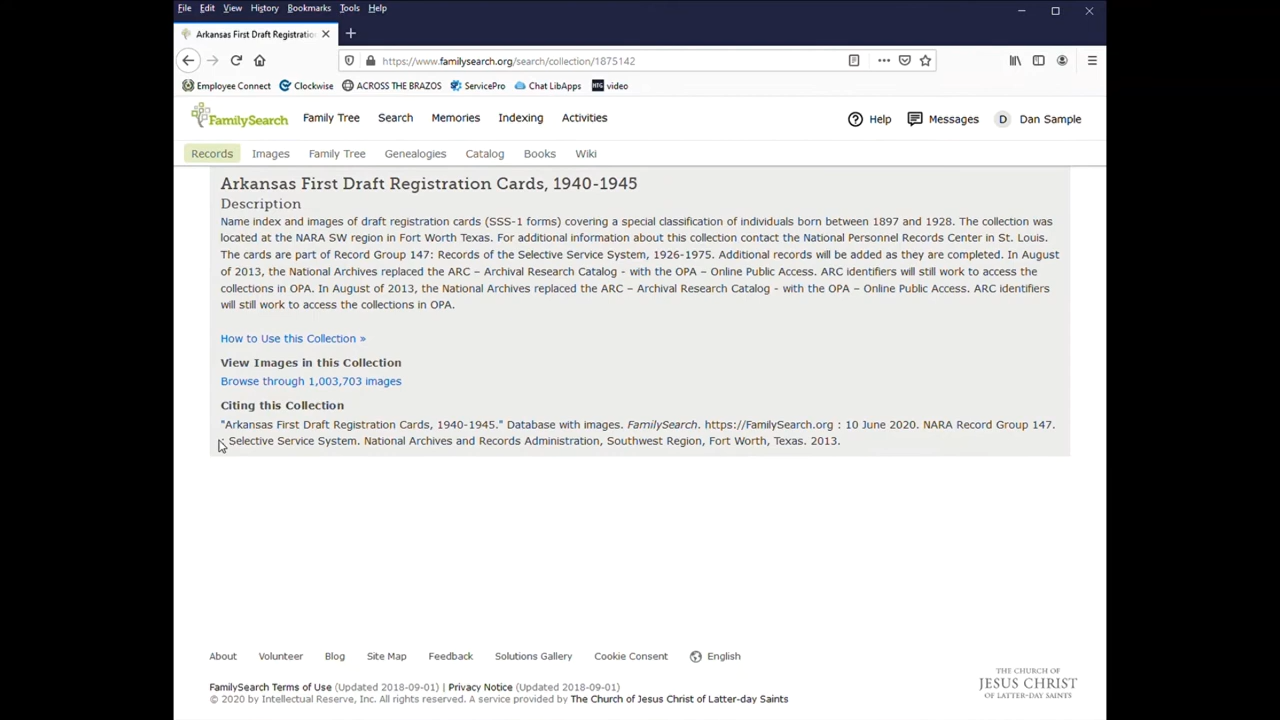 File Edit View History Bookmarks Tools Help
Arkansas First Draft Registratio
https://www.familysearch.org/search/collection/1875142
Employee Connect Clockwise ACROSS THE BRAZOS ServicePro Chat LibApps video
FamilySearch Family Tree Search Memories Indexing Activities Help Messages D Dan Sample
Records Images Family Tree Genealogies Catalog Books Wiki
Arkansas First Draft Registration Cards, 1940-1945
Description
Name index and images of draft registration cards (SSS-1 forms) covering a special classification of individuals born between 1897 and 1928. The collection was
located at the NARA SW region in Fort Worth Texas. For additional information about this collection contact the National Personnel Records Center in St. Louis.
The cards are part of Record Group 147: Records of the Selective Service System, 1926-1975. Additional records will be added as they are completed. In August
of 2013, the National Archives replaced the ARC – Archival Research Catalog - with the OPA – Online Public Access. ARC identifiers will still work to access the
collections in OPA. In August of 2013, the National Archives replaced the ARC – Archival Research Catalog - with the OPA – Online Public Access. ARC identifiers
will still work to access the collections in OPA.
How to Use this Collection »
View Images in this Collection
Browse through 1,003,703 images
Citing this Collection
"Arkansas First Draft Registration Cards, 1940-1945." Database with images. FamilySearch. https://FamilySearch.org : 10 June 2020. NARA Record Group 147.
Selective Service System. National Archives and Records Administration, Southwest Region, Fort Worth, Texas. 2013.
About Volunteer Blog Site Map Feedback Solutions Gallery Cookie Consent English
FamilySearch Terms of Use (Updated 2018-09-01) | Privacy Notice (Updated 2018-09-01)
© 2020 by Intellectual Reserve, Inc. All rights reserved. A service provided by The Church of Jesus Christ of Latter-day Saints
THE CHURCH OF
JESUS CHRIST
OF LATTER-DAY SAINTS